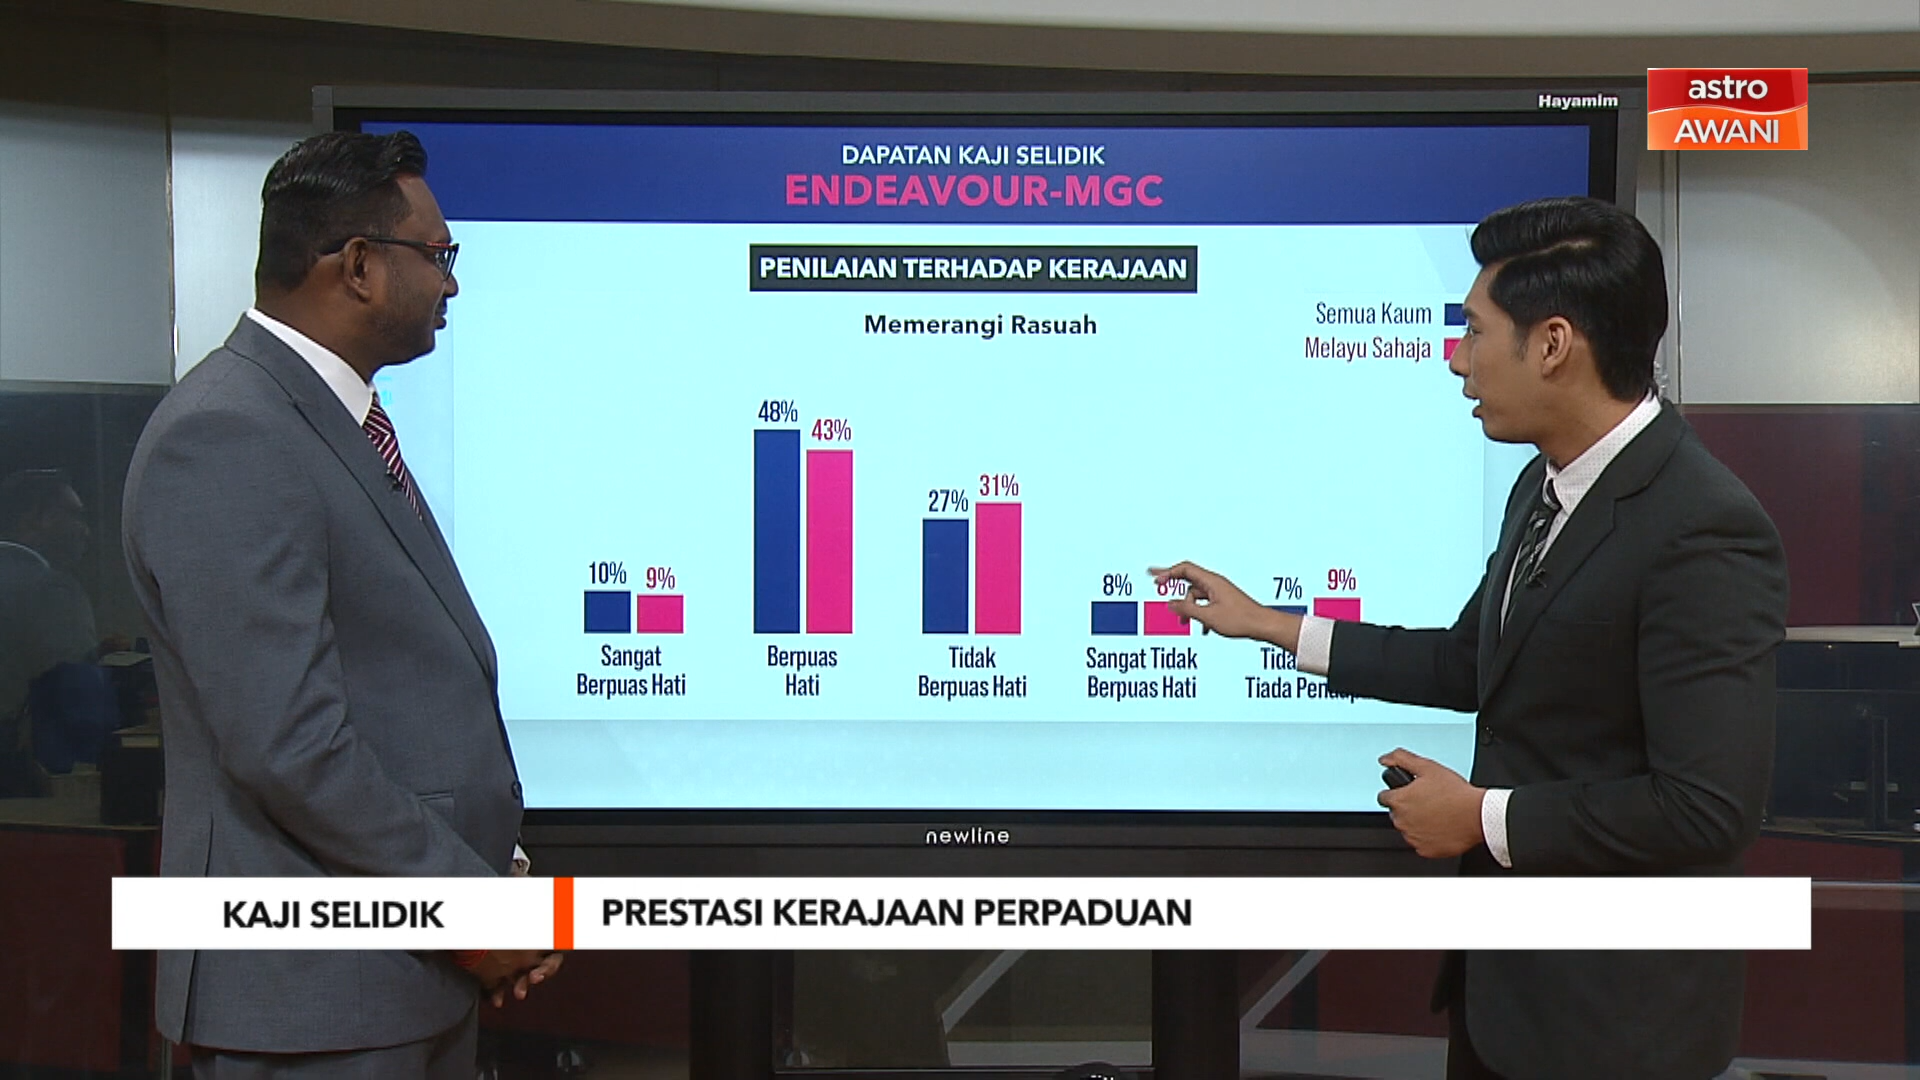 Hayamim
astro
AWANI
DAPATAN KAJI SELIDIK
ENDEAVOUR-MGC
PENILAIAN TERHADAP KERAJAAN
Memerangi Rasuah
Semua Kaum
Melayu Sahaja
48%
43%
27%
31%
10%
9%
8%
8%
7%
9%
Sangat
Berpuas Hati
Berpuas
Hati
Tidak
Berpuas Hati
Sangat Tidak
Berpuas Hati
Tiada
newline
KAJI SELIDIK
PRESTASI KERAJAAN PERPADUAN